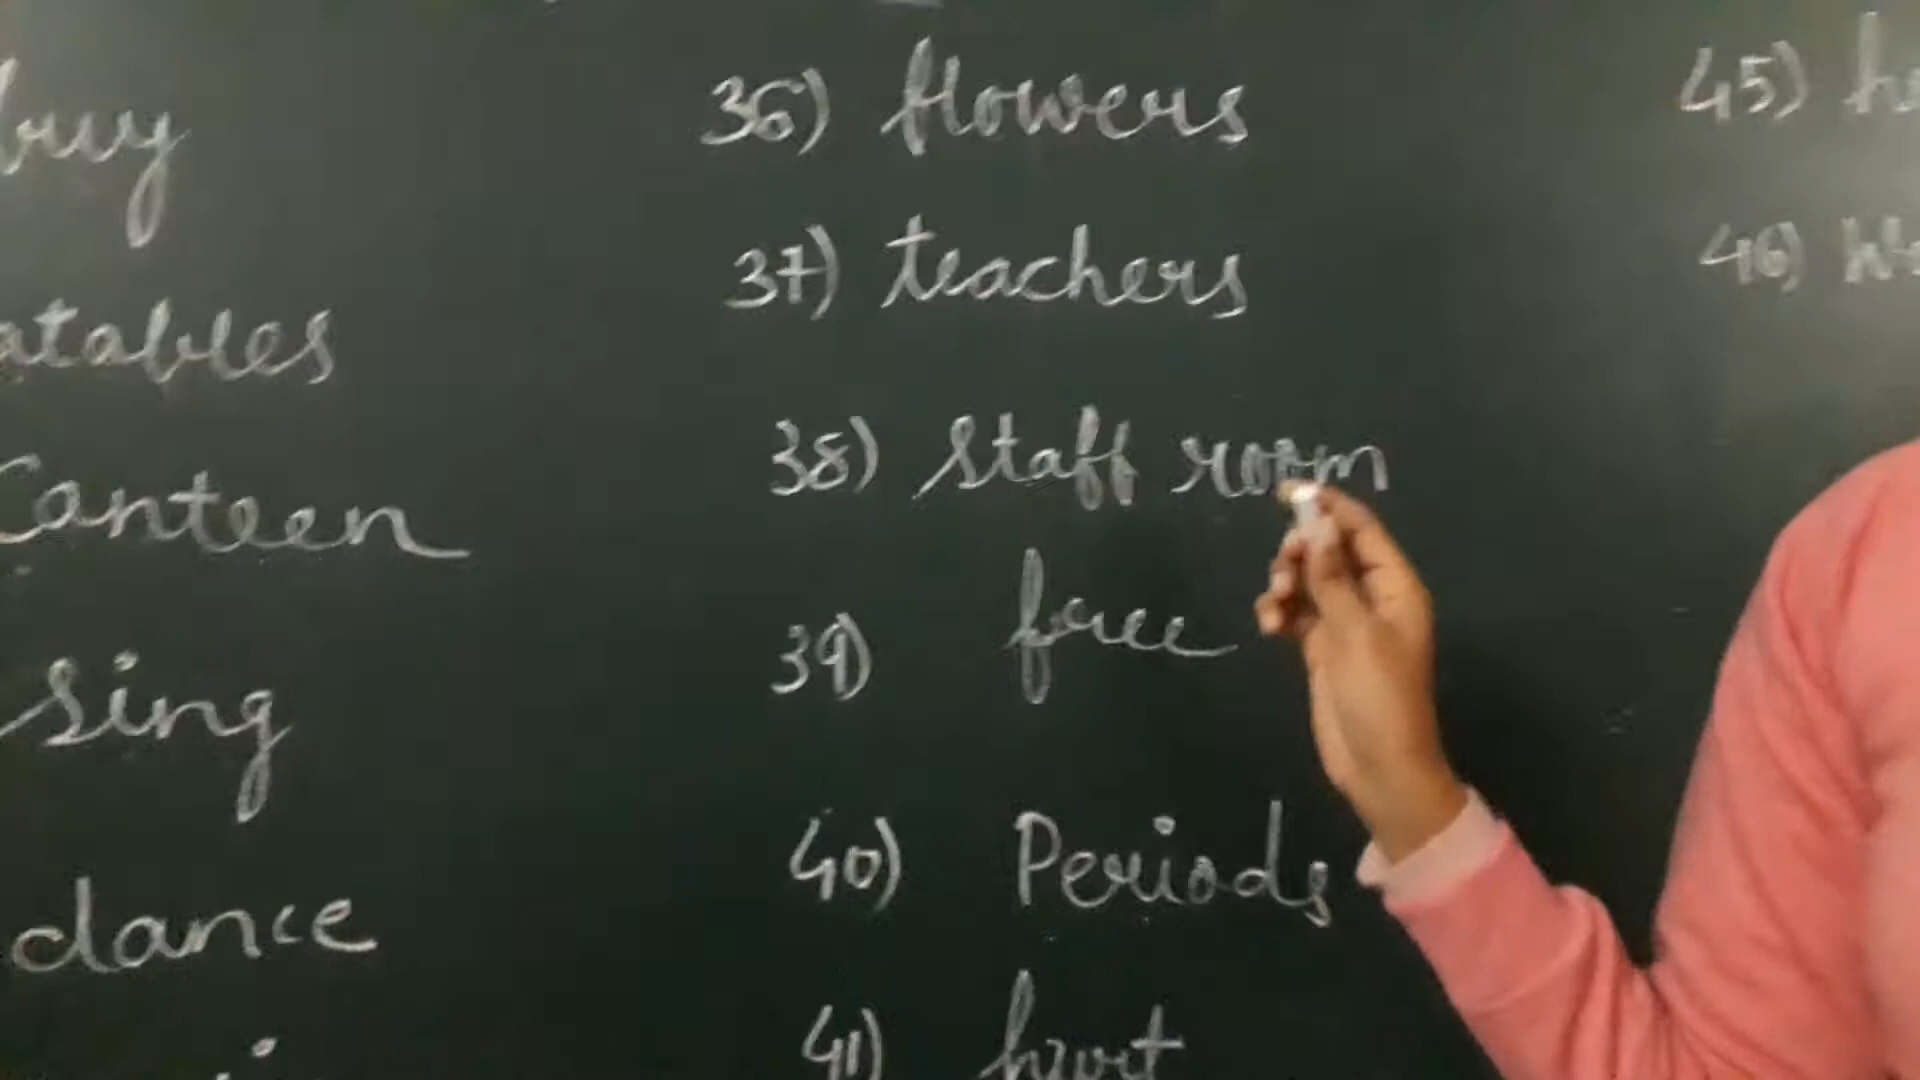 buy
atables
Canteen
sing
dance
36) flowers
37) teachers
38) Staff room
39) free
40) Periods
41) hurt
45)
46)